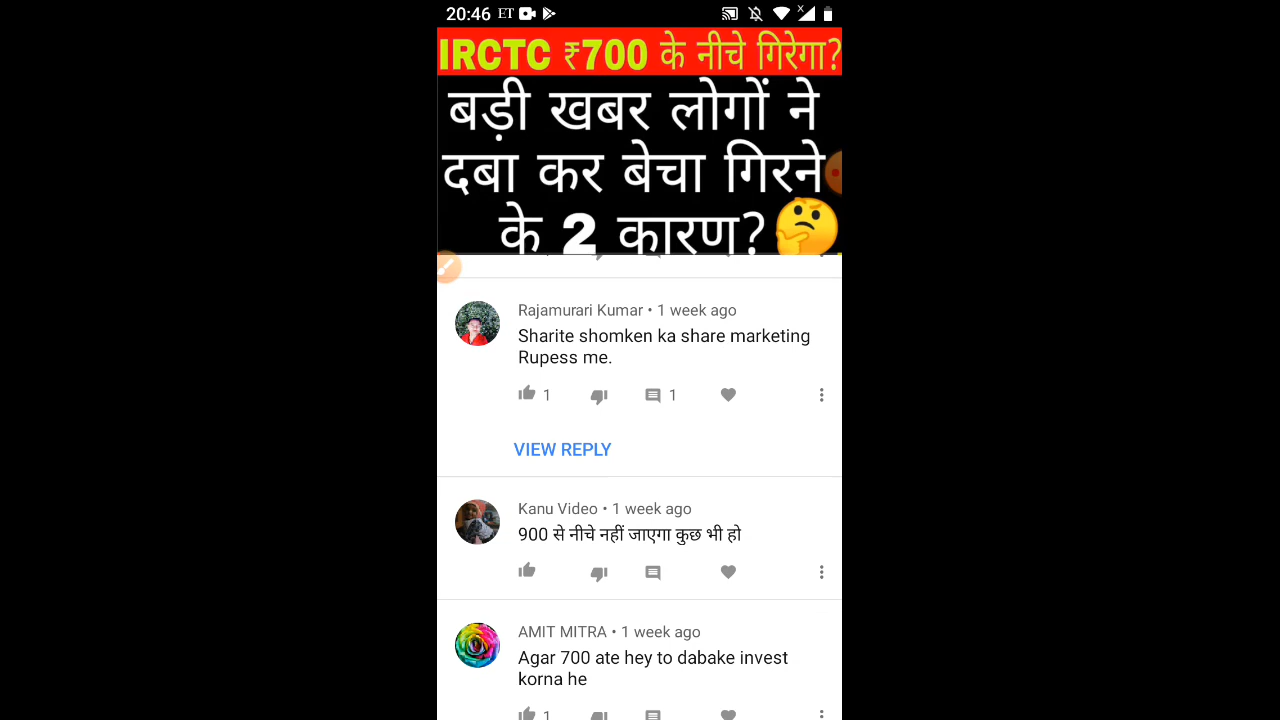 20:46 ET
IRCTC ₹700 के नीचे गिरेगा?
बड़ी खबर लोगों ने
दबा कर बेचा गिरने
के 2 कारण?
Rajamurari Kumar • 1 week ago
Sharite shomken ka share marketing
Rupess me.
1 1
VIEW REPLY
Kanu Video • 1 week ago
900 से नीचे नहीं जाएगा कुछ भी हो
AMIT MITRA • 1 week ago
Agar 700 ate hey to dabake invest
korna he
1